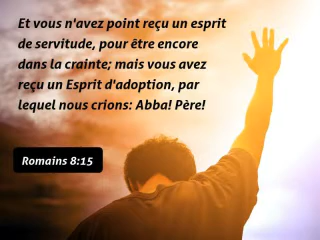 Et vous n'avez point reçu un esprit
de servitude, pour être encore
dans la crainte; mais vous avez
reçu un Esprit d'adoption, par
lequel nous crions: Abba! Père!
Romains 8:15